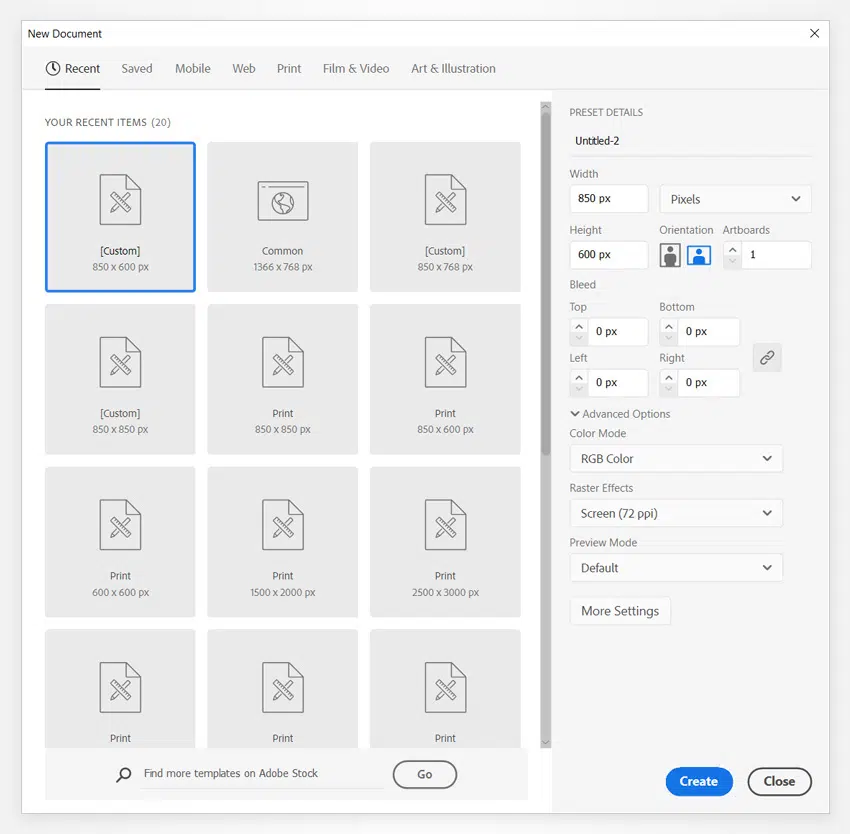 New Document
Recent Saved Mobile Web Print Film & Video Art & Illustration
YOUR RECENT ITEMS (20)
[Custom]
850 x 600 px
Common
1366 x 768 px
[Custom]
850 x 768 px
[Custom]
850 x 850 px
Print
850 x 850 px
Print
850 x 600 px
Print
600 x 600 px
Print
1500 x 2000 px
Print
2500 x 3000 px
Print
Print
Print
Find more templates on Adobe Stock
Go
PRESET DETAILS
Untitled-2
Width
850 px Pixels
Height Orientation Artboards
600 px 1
Bleed
Top Bottom
0 px 0 px
Left Right
0 px 0 px
Advanced Options
Color Mode
RGB Color
Raster Effects
Screen (72 ppi)
Preview Mode
Default
More Settings
Create Close